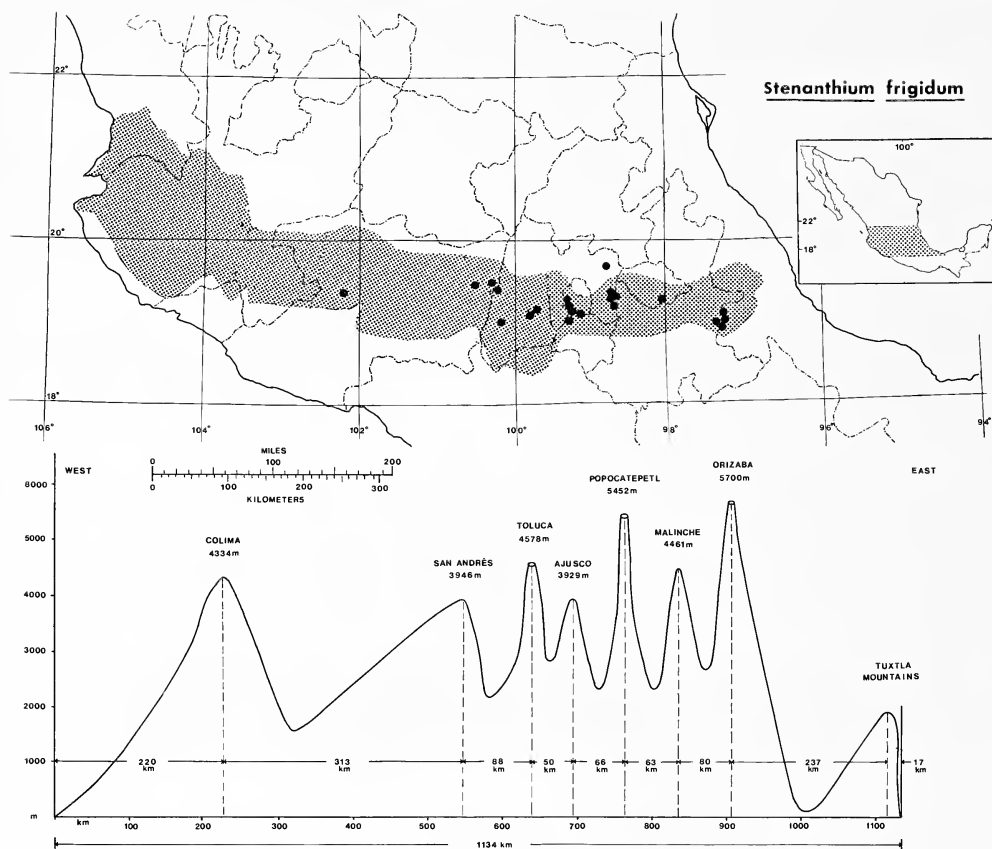 Stenanthium frigidum
22°
20°
18°
106°
104°
102°
100°
98°
96°
94°
100°
22°
18°
MILES
0 100 200
0 100 200 300
KILOMETERS
WEST
EAST
8000
5000
4000
3000
2000
1000
m
COLIMA
4334m
SAN ANDRÈS
3946m
TOLUCA
4578m
AJUSCO
3929m
POPOCATEPETL
5452m
MALINCHE
4461m
ORIZABA
5700m
TUXTLA
MOUNTAINS
220 km
313 km
88 km
50 km
66 km
63 km
80 km
237 km
17 km
km 100 200 300 400 500 600 700 800 900 1000 1100
1134 km